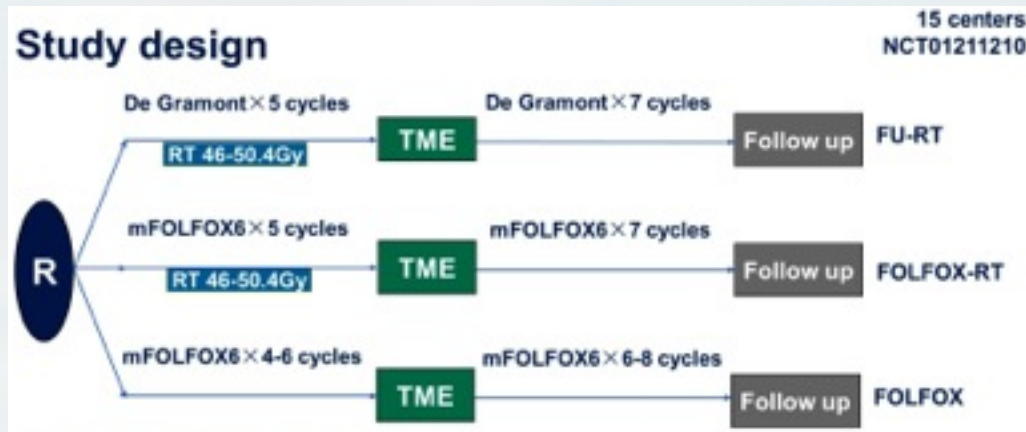 Study design
15 centers
NCT01211210
De Gramont×5 cycles
De Gramont×7 cycles
RT 46-50.4Gy
TME
Follow up
FU-RT
R
mFOLFOX6×5 cycles
mFOLFOX6×7 cycles
RT 46-50.4Gy
TME
Follow up
FOLFOX-RT
mFOLFOX6×4-6 cycles
mFOLFOX6×6-8 cycles
TME
Follow up
FOLFOX